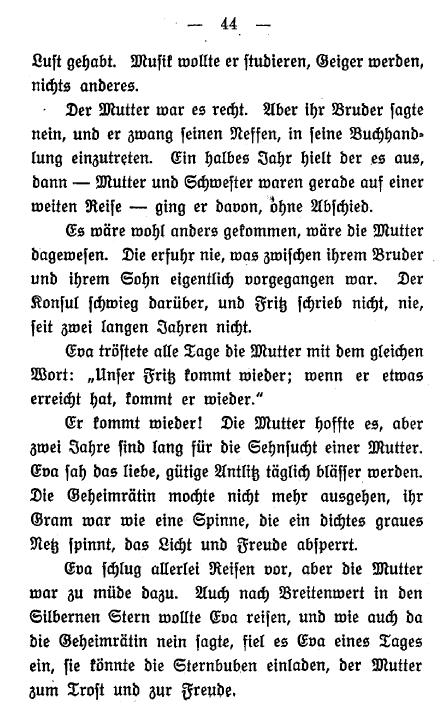 — 44 —
Luft gehabt. Musik wollte er studieren, Geiger werden,
nichts anderes.
Der Mutter war es recht. Aber ihr Bruder sagte
nein, und er zwang seinen Neffen, in seine Buchhand-
lung einzutreten. Ein halbes Jahr hielt der es aus,
dann — Mutter und Schwester waren gerade auf einer
weiten Reise — ging er davon, ohne Abschied.
Es wäre wohl anders gekommen, wäre die Mutter
dagewesen. Die erfuhr nie, was zwischen ihrem Bruder
und ihrem Sohn eigentlich vorgegangen war. Der
Konsul schwieg darüber, und Fritz schrieb nicht, nie,
seit zwei langen Jahren nicht.
Eva tröstete alle Tage die Mutter mit dem gleichen
Wort: „Unser Fritz kommt wieder; wenn er etwas
erreicht hat, kommt er wieder.“
Er kommt wieder! Die Mutter hoffte es, aber
zwei Jahre sind lang für die Sehnsucht einer Mutter.
Eva sah das liebe, gütige Antlitz täglich blässer werden.
Die Geheimrätin mochte nicht mehr ausgehen, ihr
Gram war wie eine Spinne, die ein dichtes graues
Netz spinnt, das Licht und Freude absperrt.
Eva schlug allerlei Reisen vor, aber die Mutter
war zu müde dazu. Auch nach Breitenwert in den
Silbernen Stern wollte Eva reisen, und wie auch da
die Geheimrätin nein sagte, fiel es Eva eines Tages
ein, sie könnte die Sternbuben einladen, der Mutter
zum Trost und zur Freude.